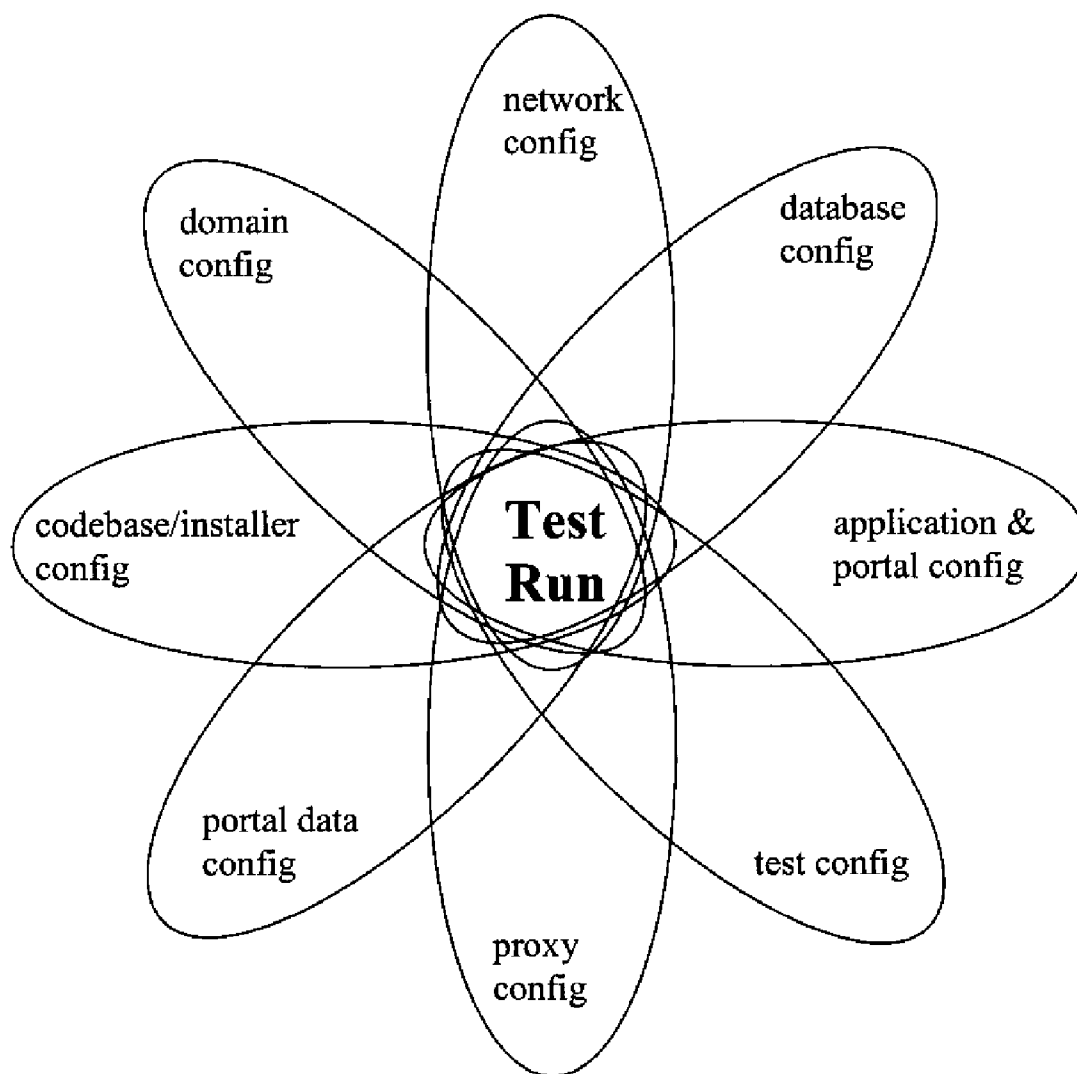 network
config
domain
config
database
config
codebase/installer
config
Test
Run
application &
portal config
portal data
config
test config
proxy
config